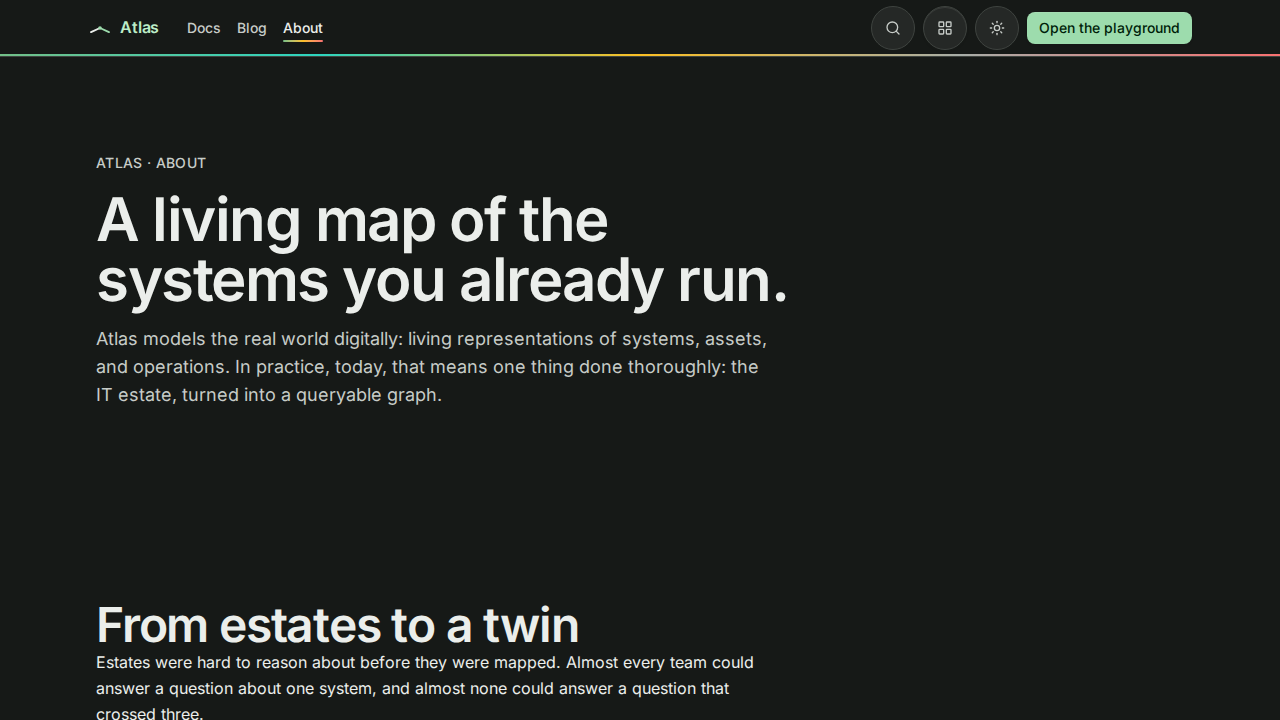 Atlas
Docs
Blog
About
Open the playground
ATLAS · ABOUT
A living map of the
systems you already run.
Atlas models the real world digitally: living representations of systems, assets,
and operations. In practice, today, that means one thing done thoroughly: the
IT estate, turned into a queryable graph.
From estates to a twin
Estates were hard to reason about before they were mapped. Almost every team could
answer a question about one system, and almost none could answer a question that
crossed three.